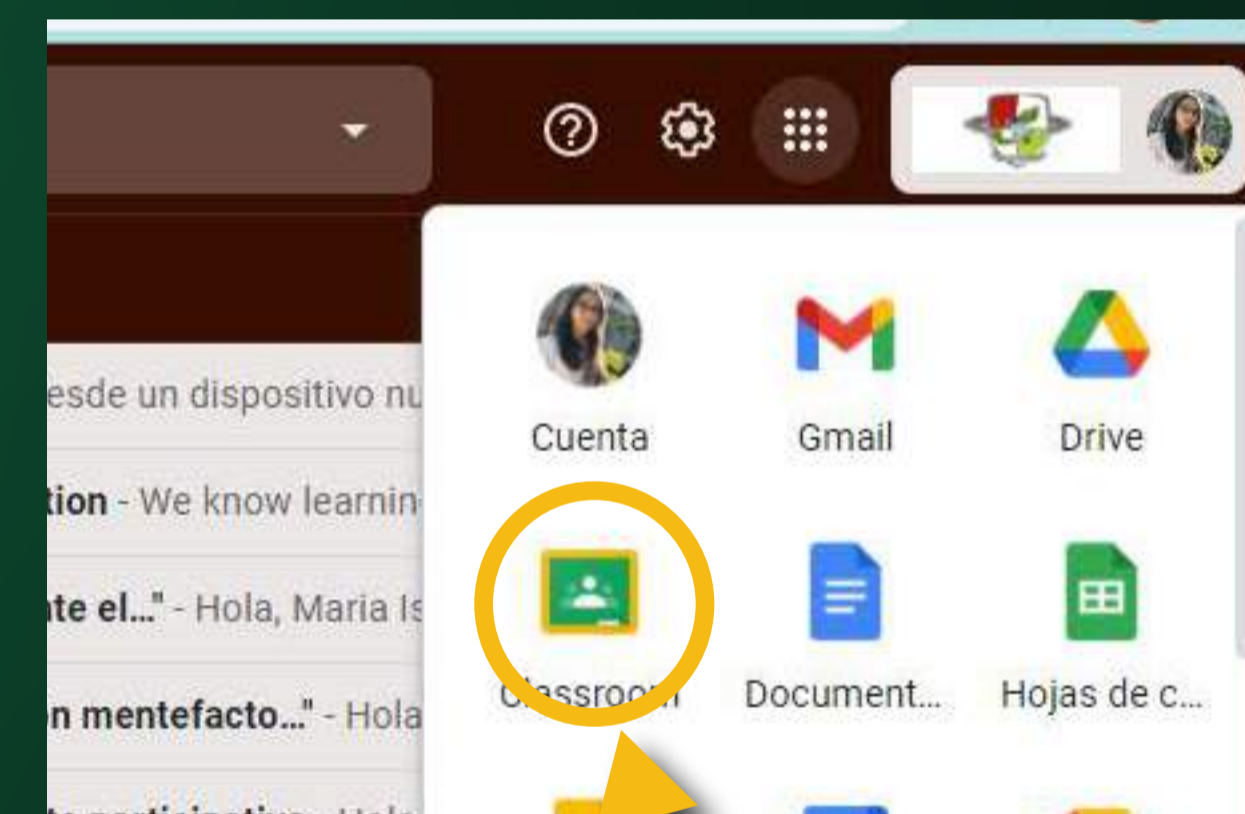 esde un dispositivo nu
Cuenta Gmail Drive
tion - We know learnin
te el..." - Hola, Maria Is
Classroom Document... Hojas de c...
n mentefacto..." - Hola